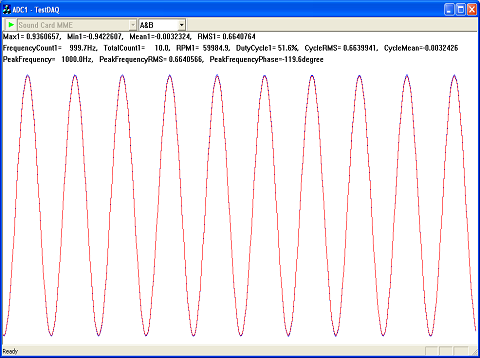 ADC1 - TestDAQ
Sound Card MME A&B
Max1= 0.9360657, Min1=-0.9422607, Mean1=-0.0032324, RMS1= 0.6640764
FrequencyCount1= 999.7Hz, TotalCount1= 10.0, RPM1= 59984.9, DutyCycle1= 51.6%, CycleRMS= 0.6639941, CycleMean=-0.0032426
PeakFrequency= 1000.0Hz, PeakFrequencyRMS= 0.6640566, PeakFrequencyPhase=-119.6degree
Ready